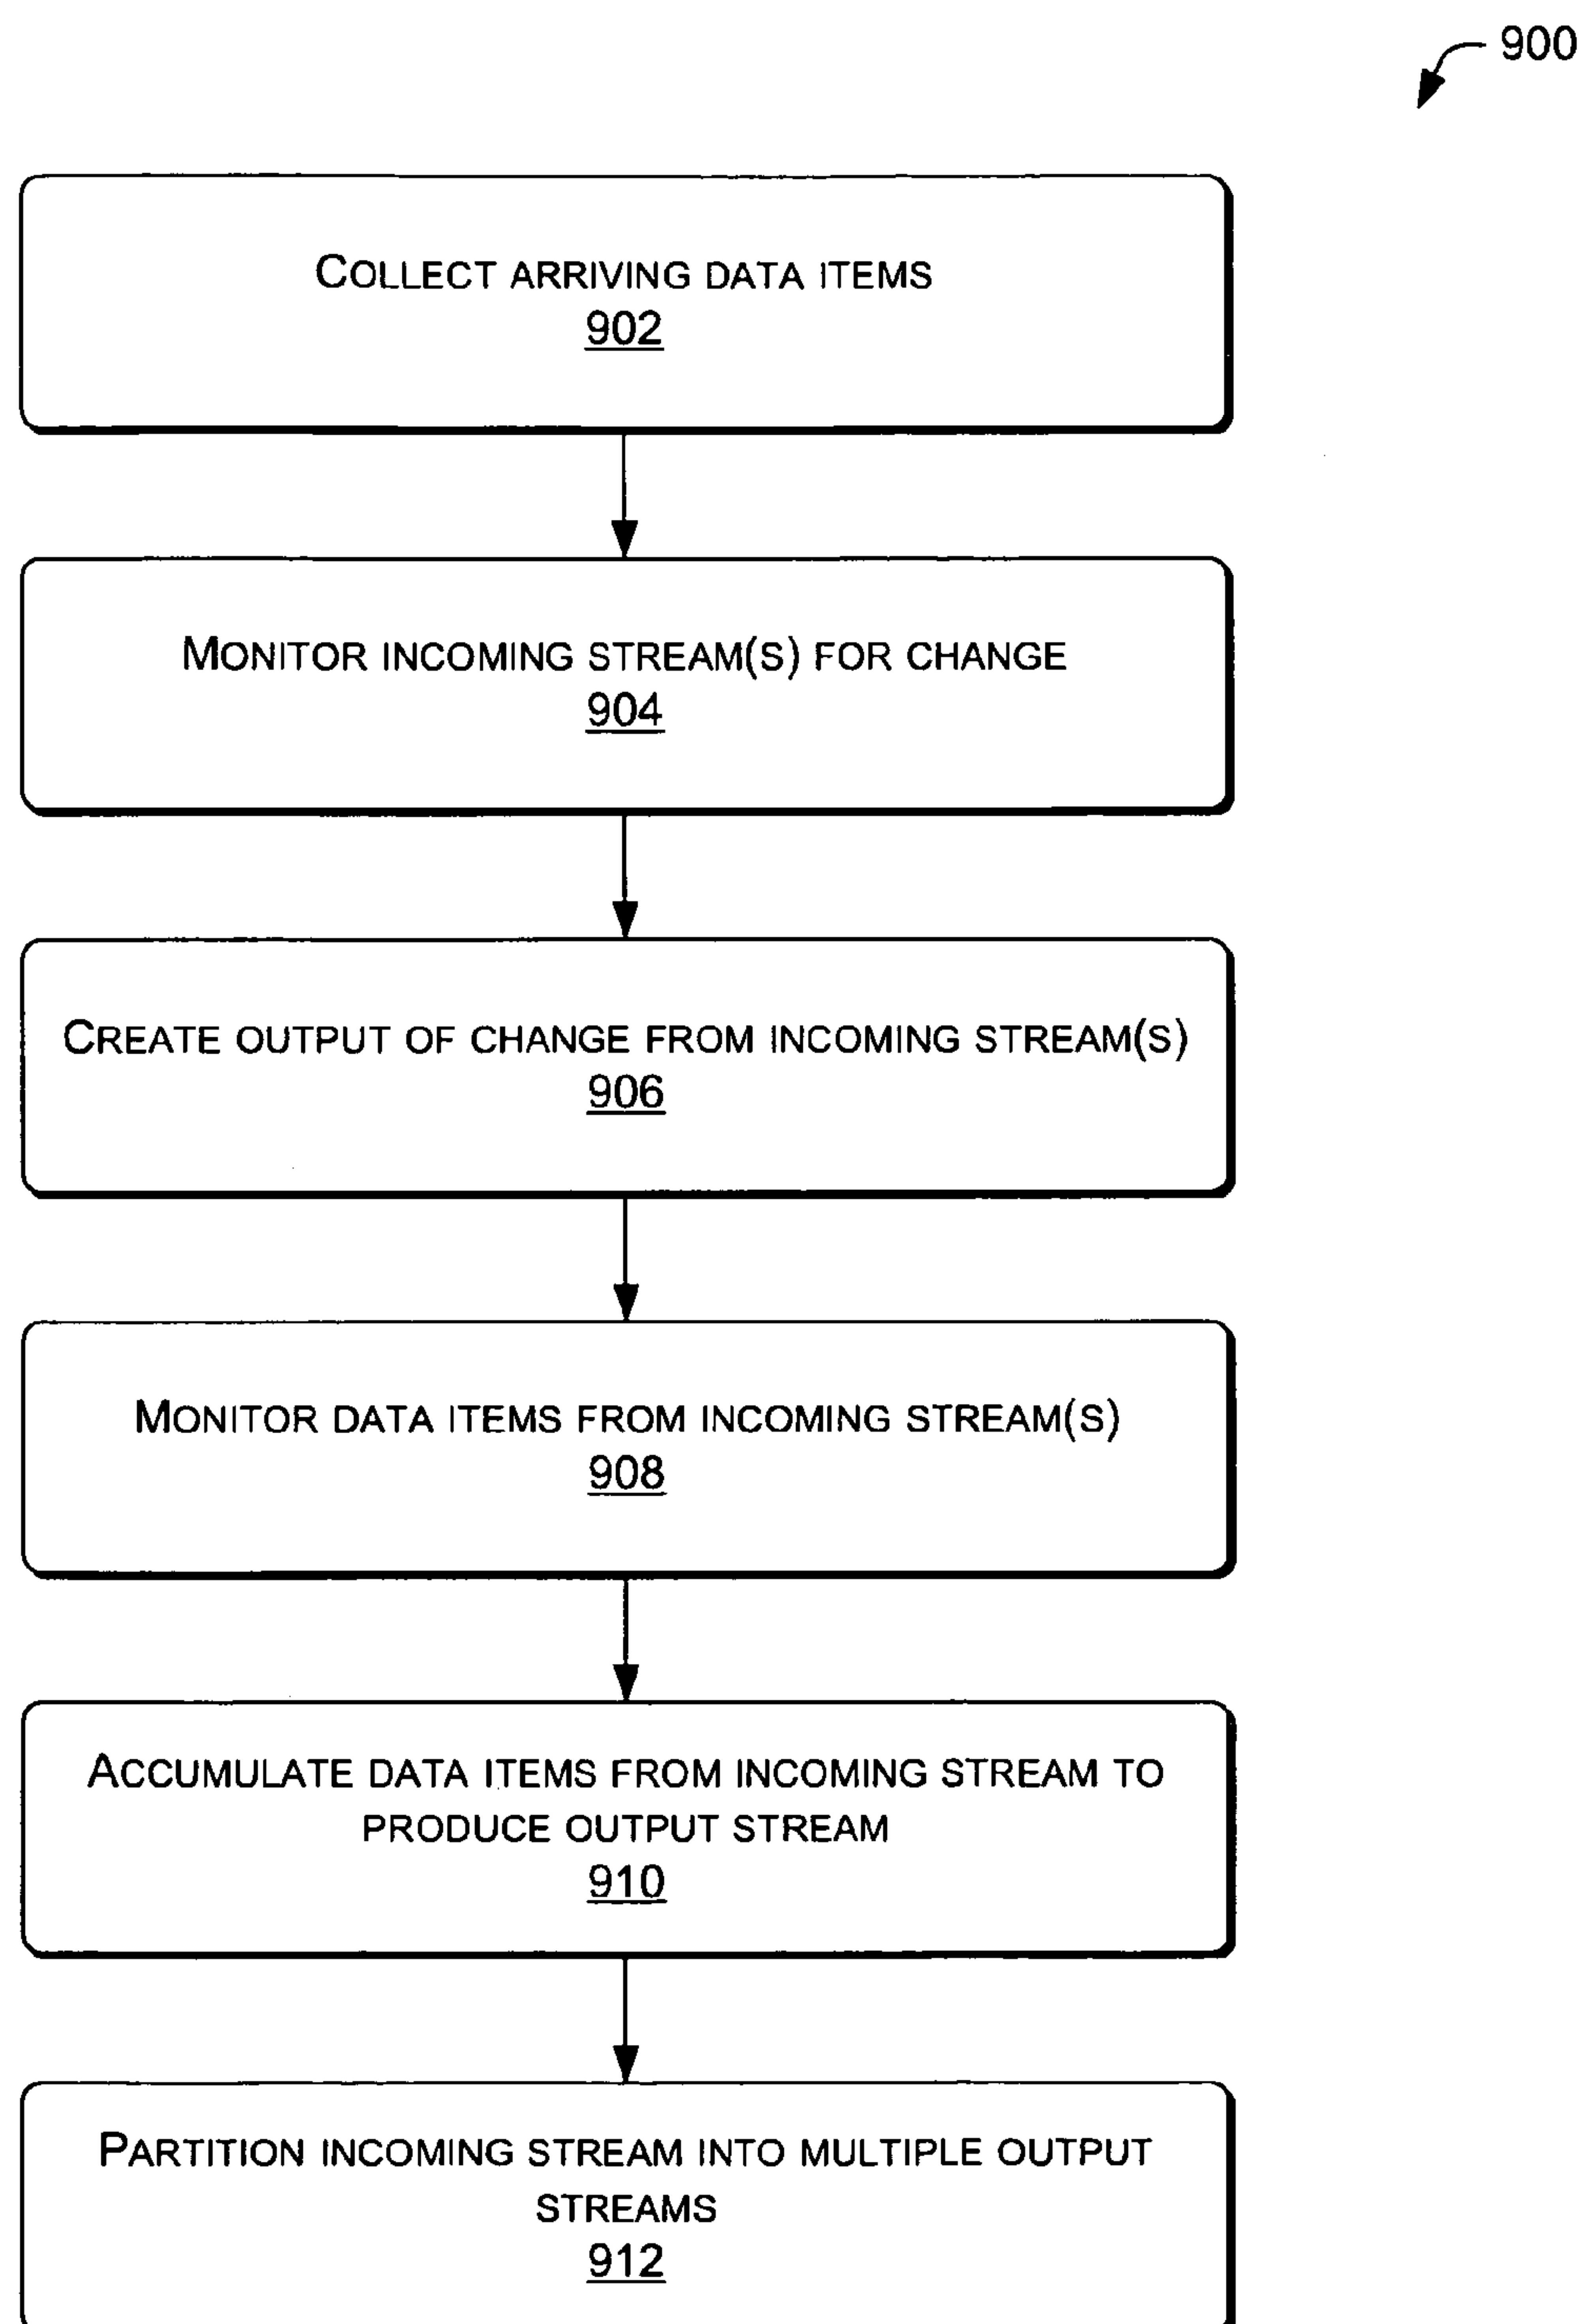 900
COLLECT ARRIVING DATA ITEMS
902
MONITOR INCOMING STREAM(S) FOR CHANGE
904
CREATE OUTPUT OF CHANGE FROM INCOMING STREAM(S)
906
MONITOR DATA ITEMS FROM INCOMING STREAM(S)
908
ACCUMULATE DATA ITEMS FROM INCOMING STREAM TO
PRODUCE OUTPUT STREAM
910
PARTITION INCOMING STREAM INTO MULTIPLE OUTPUT
STREAMS
912